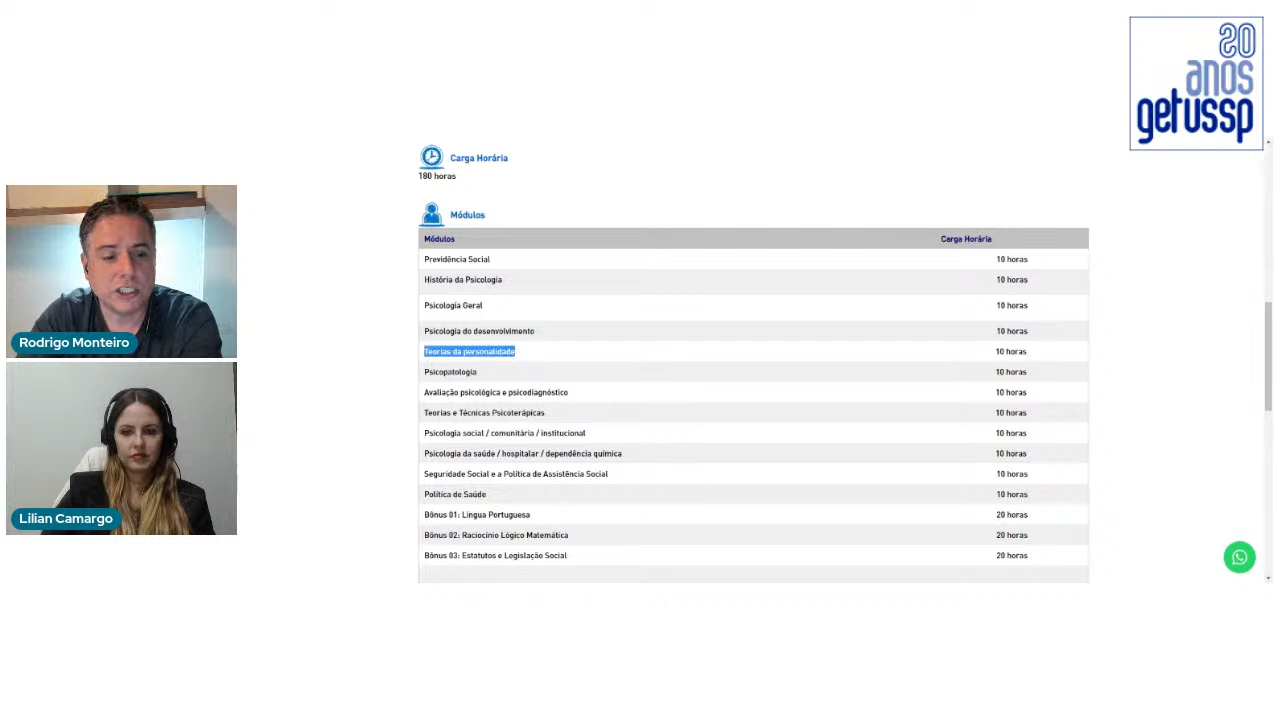 20
anos
getussp
Carga Horária
180 horas
Módulos
Módulos Carga Horária
Previdência Social 10 horas
História da Psicologia 10 horas
Psicologia Geral 10 horas
Psicologia do desenvolvimento 10 horas
Teorias da personalidade 10 horas
Psicopatologia 10 horas
Avaliação psicológica e psicodiagnóstico 10 horas
Teorias e Técnicas Psicoterápicas 10 horas
Psicologia social / comunitária / institucional 10 horas
Psicologia da saúde / hospitalar / dependência química 10 horas
Seguridade Social e a Política de Assistência Social 10 horas
Política de Saúde 10 horas
Bônus 01: Língua Portuguesa 20 horas
Bônus 02: Raciocínio Lógico Matemática 20 horas
Bônus 03: Estatutos e Legislação Social 20 horas
Rodrigo Monteiro
Lilian Camargo